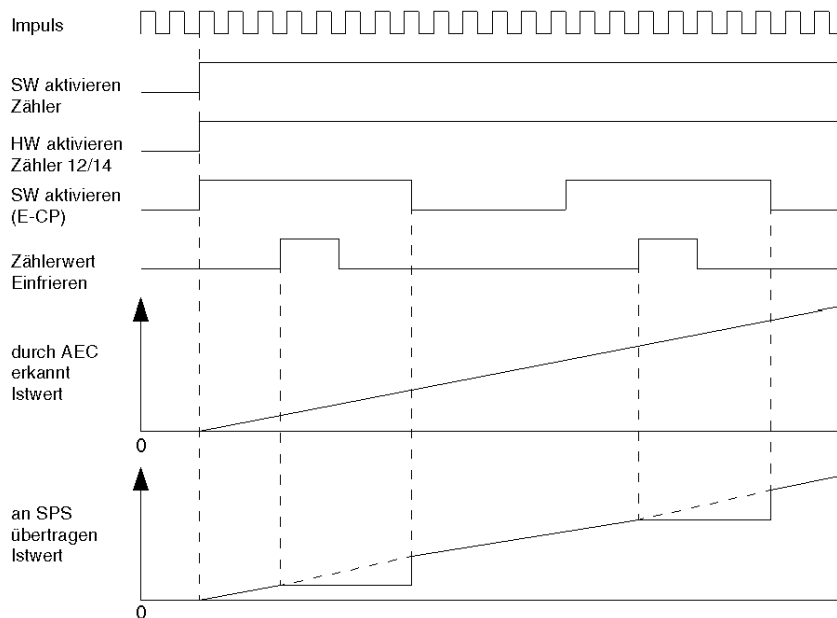 Impuls
SW aktivieren
Zähler
HW aktivieren
Zähler 12/14
SW aktivieren
(E-CP)
Zählerwert
Einfrieren
durch AEC
erkannt
Istwert
0
an SPS
übertragen
Istwert
0